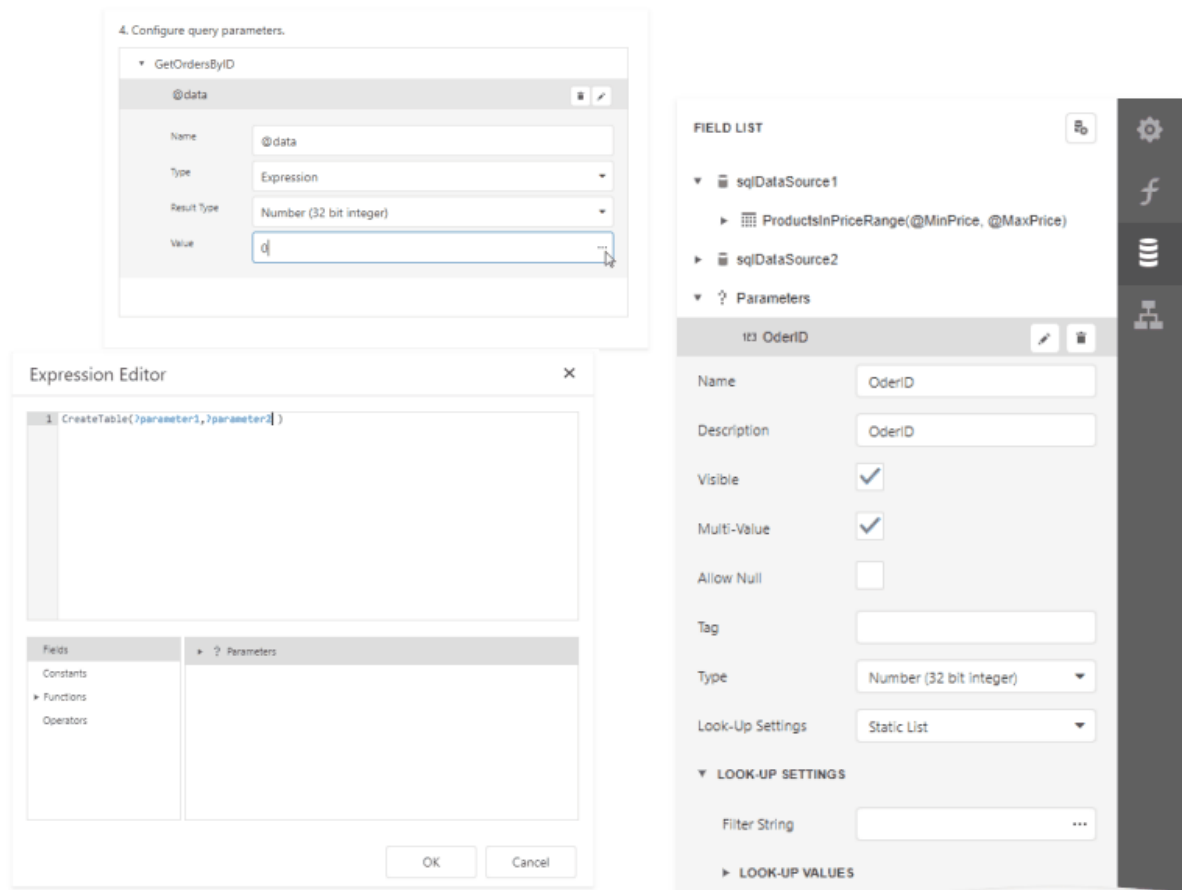 4. Configure query parameters.
GetOrdersByID
@data
Name @data
Type Expression
Result Type Number (32 bit integer)
Value 0 ...
Expression Editor
1 CreateTable(?parameter1,?parameter2 )
Fields
Constants
Functions
Operators
? Parameters
OK Cancel
FIELD LIST
sqlDataSource1
ProductsInPriceRange(@MinPrice, @MaxPrice)
sqlDataSource2
? Parameters
123 OderID
Name OderID
Description OderID
Visible
Multi-Value
Allow Null
Tag
Type Number (32 bit integer)
Look-Up Settings Static List
LOOK-UP SETTINGS
Filter String ...
LOOK-UP VALUES